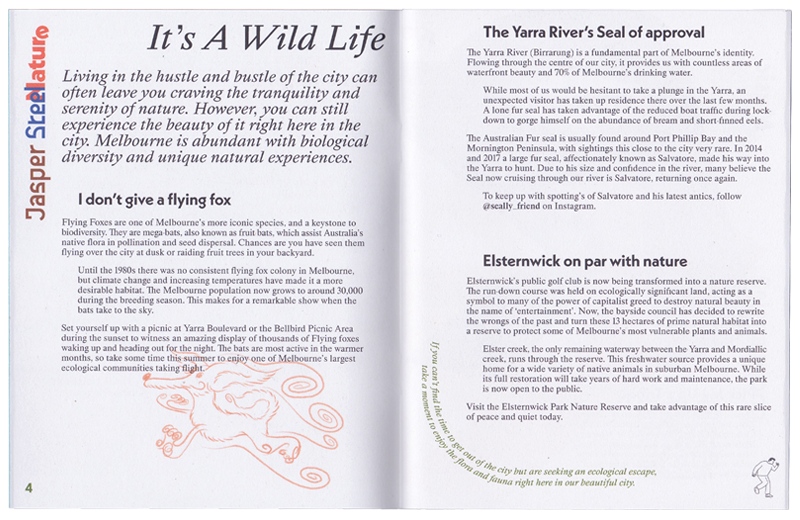 Jasper Steel
Nature
It's A Wild Life
Living in the hustle and bustle of the city can
often leave you craving the tranquility and
serenity of nature. However, you can still
experience the beauty of it right here in the
city. Melbourne is abundant with biological
diversity and unique natural experiences.
I don't give a flying fox
Flying Foxes are one of Melbourne's more iconic species, and a keystone to
biodiversity. They are mega-bats, also known as fruit bats, which assist Australia's
native flora in pollination and seed dispersal. Chances are you have seen them
flying over the city at dusk or raiding fruit trees in your backyard.
Until the 1980s there was no consistent flying fox colony in Melbourne,
but climate change and increasing temperatures have made it a more
desirable habitat. The Melbourne population now grows to around 30,000
during the breeding season. This makes for a remarkable show when the
bats take to the sky.
Set yourself up with a picnic at Yarra Boulevard or the Bellbird Picnic Area
during the sunset to witness an amazing display of thousands of Flying foxes
waking up and heading out for the night. The bats are most active in the warmer
months, so take some time this summer to enjoy one of Melbourne's largest
ecological communities taking flight.
4
The Yarra River's Seal of approval
The Yarra River (Birrarung) is a fundamental part of Melbourne's identity.
Flowing through the centre of our city, it provides us with countless areas of
waterfront beauty and 70% of Melbourne's drinking water.
While most of us would be hesitant to take a plunge in the Yarra, an
unexpected visitor has taken up residence there over the last few months.
A lone fur seal has taken advantage of the reduced boat traffic during lock-
down to gorge himself on the abundance of bream and short-finned eels.
The Australian Fur seal is usually found around Port Phillip Bay and the
Mornington Peninsula, with sightings this close to the city very rare. In 2014
and 2017 a large fur seal, affectionately known as Salvatore, made his way into
the Yarra to hunt. Due to his size and confidence in the river, many believe the
Seal now cruising through our river is Salvatore, returning once again.
To keep up with spotting's of Salvatore and his latest antics, follow
@seally_friend on Instagram.
Elsternwick on par with nature
Elsternwick's public golf club is now being transformed into a nature reserve.
The run-down course was held on ecologically significant land, acting as a
symbol to many of the power of capitalist greed to destroy natural beauty in
the name of 'entertainment'. Now, the bayside council has decided to rewrite
the wrongs of the past and turn these 13 hectares of prime natural habitat into
a reserve to protect some of Melbourne's most vulnerable plants and animals.
Elster creek, the only remaining waterway between the Yarra and Mordiallic
creek, runs through the reserve. This freshwater source provides a unique
home for a wide variety of native animals in suburban Melbourne. While
its full restoration will take years of hard work and maintenance, the park
is now open to the public.
Visit the Elsternwick Park Nature Reserve and take advantage of this rare slice
of peace and quiet today.
If you can't find the time to get out of the city but are seeking an ecological escape,
take a moment to enjoy the flora and fauna right here in our beautiful city.